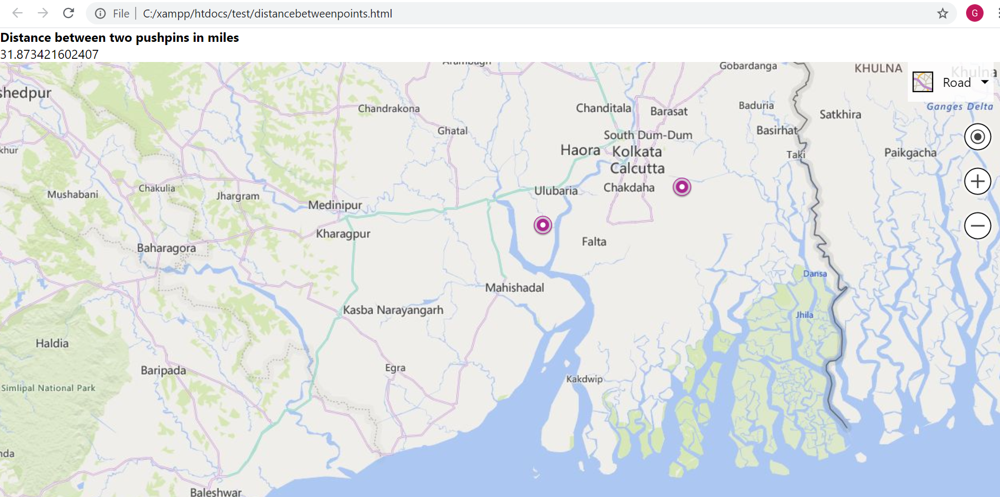 File | C:/xampp/htdocs/test/distancebetweenpoints.html
G
Distance between two pushpins in miles
31.873421602407
Arambagh
Gobardanga
KHULNA
Khulna
Road
shedpur
Chandrakona
Chanditala
Barasat
Baduria
Satkhira
Ganges Delta
Ghatal
South Dum-Dum
Basirhat
khur
Haora
Kolkata
Calcutta
Taki
Paikgacha
Mushabani
Chakulia
Jhargram
Ulubaria
Chakdaha
Medinipur
Kharagpur
Falta
Baharagora
Dansa
Mahishadal
Kasba Narayangarh
Jhila
Haldia
Baripada
Egra
Kakdwip
Simlipal National Park
nda
Baleshwar